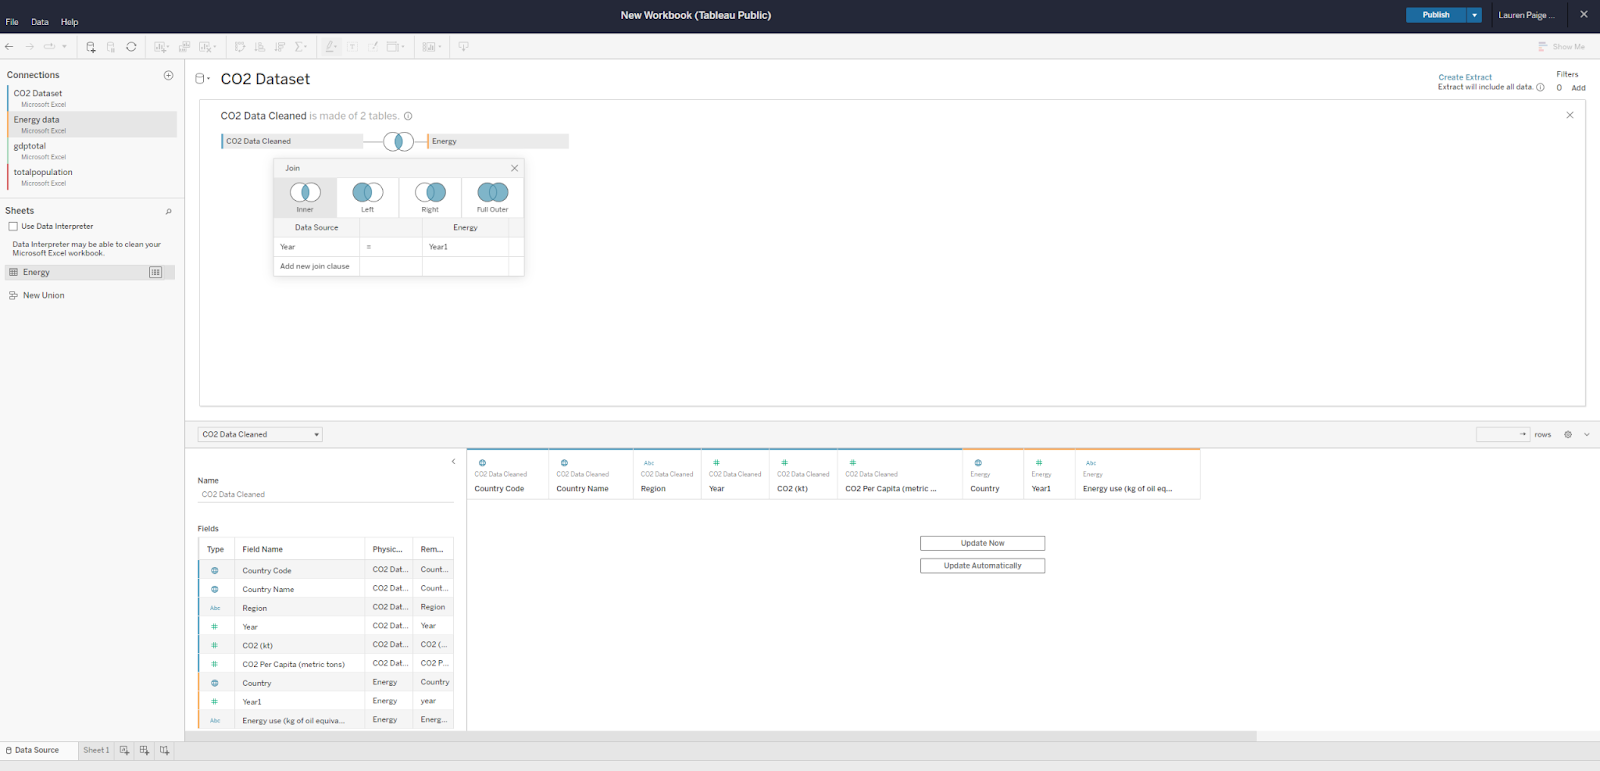 New Workbook (Tableau Public)
File Data Help
Publish
Lauren Paige ...
Show Me
Connections
CO2 Dataset
Microsoft Excel
Energy data
Microsoft Excel
gdptotal
Microsoft Excel
totalpopulation
Microsoft Excel
Sheets
Use Data Interpreter
Data Interpreter may be able to clean your
Microsoft Excel workbook.
Energy
New Union
CO2 Dataset
Create Extract
Extract will include all data.
Filters
0 Add
CO2 Data Cleaned is made of 2 tables.
CO2 Data Cleaned
Energy
Join
Inner Left Right Full Outer
Data Source Energy
Year = Year1
Add new join clause
CO2 Data Cleaned
rows
Name
CO2 Data Cleaned
Fields
Type Field Name Physic... Rem...
Country Code CO2 Dat... Count...
Country Name CO2 Dat... Count...
Abc Region CO2 Dat... Region
# Year CO2 Dat... Year
# CO2 (kt) CO2 Dat... CO2 (...
# CO2 Per Capita (metric tons) CO2 Dat... CO2 P...
Country Energy Country
# Year1 Energy year
Abc Energy use (kg of oil equiva... Energy Energ...
Abc # # # # Abc
CO2 Data Cleaned CO2 Data Cleaned CO2 Data Cleaned CO2 Data Cleaned CO2 Data Cleaned CO2 Data Cleaned Energy Energy Energy
Country Code Country Name Region Year CO2 (kt) CO2 Per Capita (metric ... Country Year1 Energy use (kg of oil eq...
Update Now
Update Automatically
Data Source Sheet 1